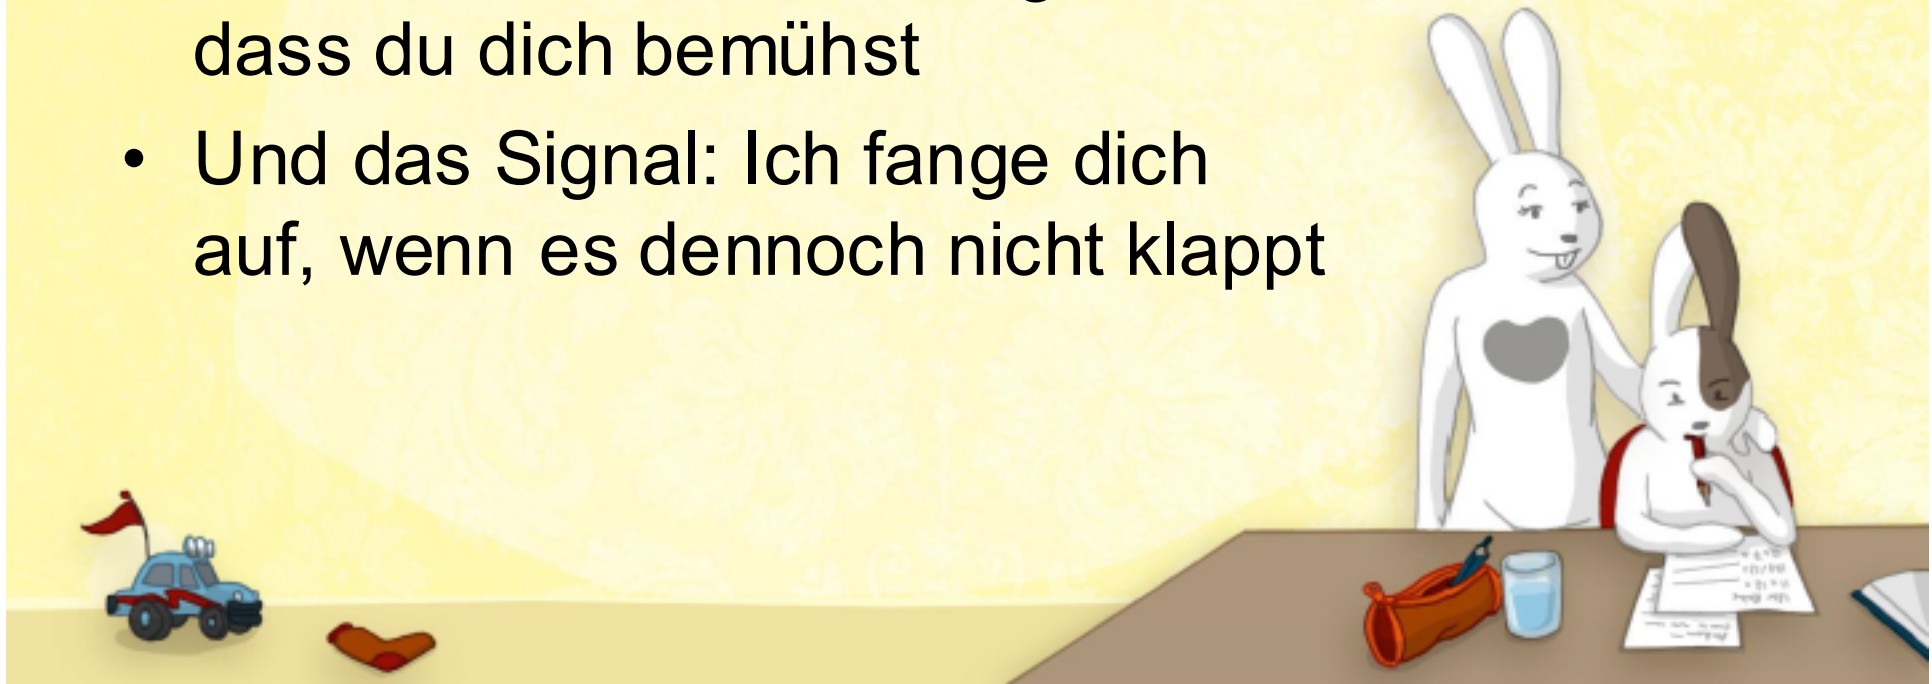 dass du dich bemühst
• Und das Signal: Ich fange dich
auf, wenn es dennoch nicht klappt